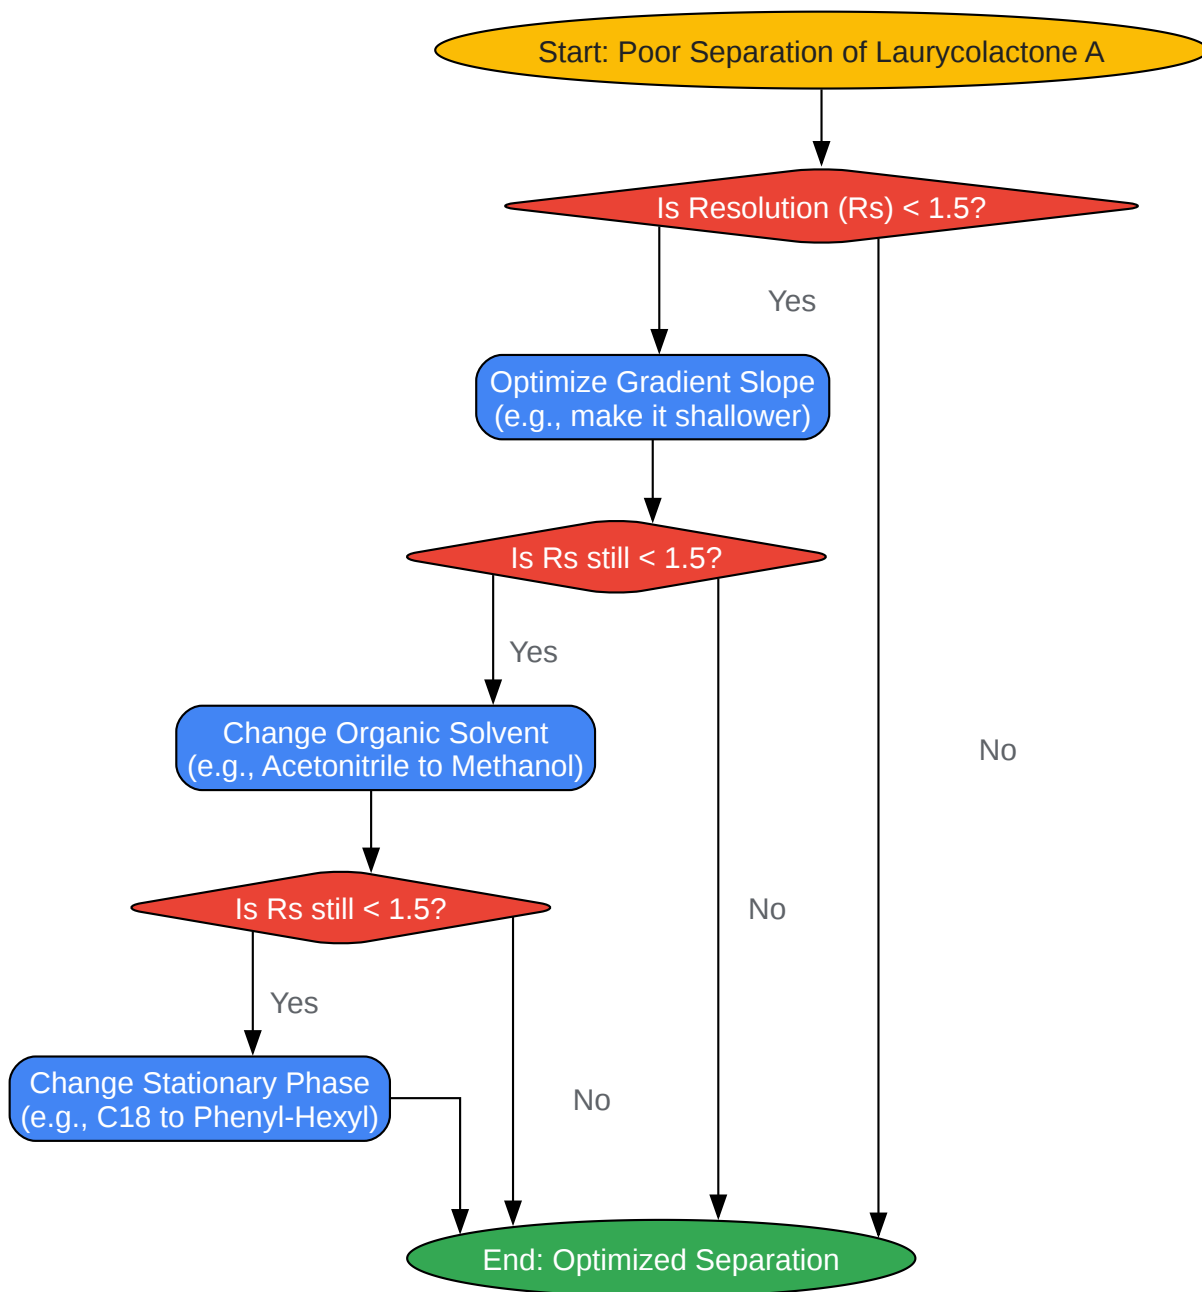 Start: Poor Separation of Laurycolactone A
Is Resolution (Rs) < 1.5?
Yes
Optimize Gradient Slope
(e.g., make it shallower)
Is Rs still < 1.5?
Yes
Change Organic Solvent
(e.g., Acetonitrile to Methanol)
No
Is Rs still < 1.5?
No
Yes
Change Stationary Phase
(e.g., C18 to Phenyl-Hexyl)
No
End: Optimized Separation